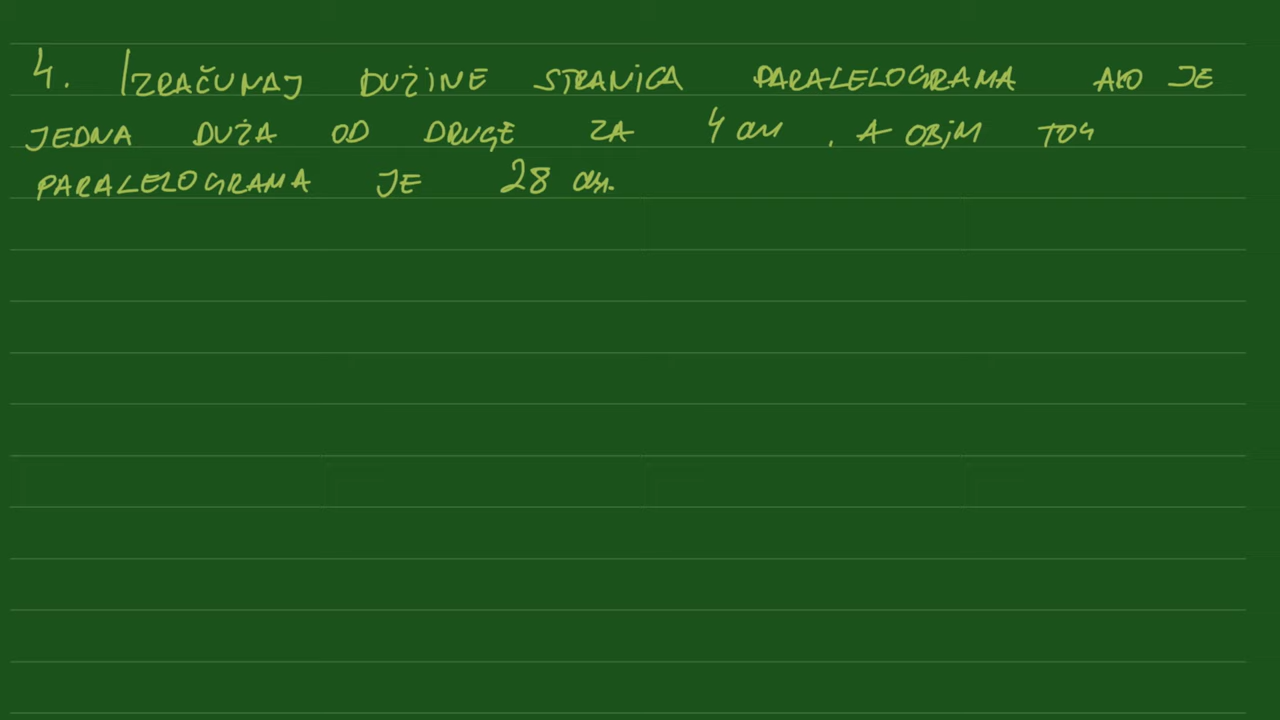 4. IZRAČUNAJ DUŽINE STRANICA PARALELOGRAMA AKO JE
JEDNA DUŽA OD DRUGE ZA 4 cm , A OBIM TOG
PARALELOGRAMA JE 28 cm.